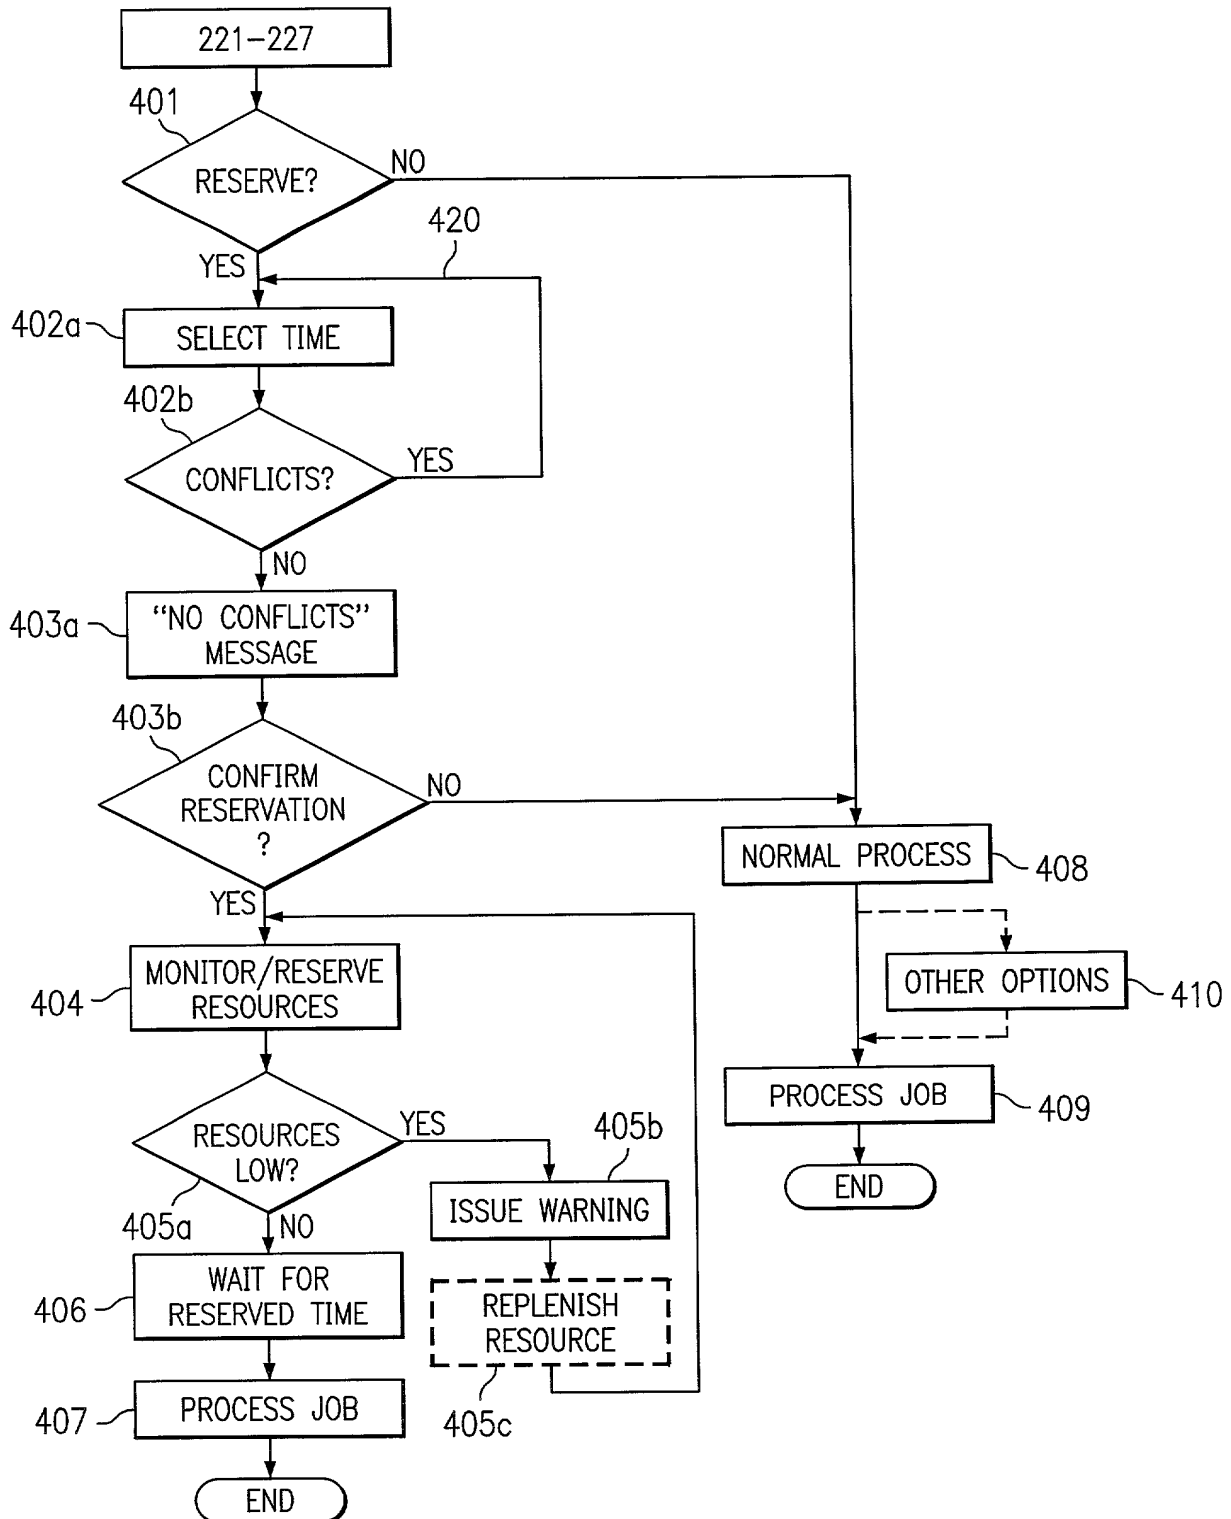 221-227
401
RESERVE?
NO
YES
420
402a
SELECT TIME
402b
CONFLICTS?
YES
NO
403a
"NO CONFLICTS"
MESSAGE
403b
CONFIRM
RESERVATION
?
NO
YES
NORMAL PROCESS
408
404
MONITOR/RESERVE
RESOURCES
OTHER OPTIONS
410
PROCESS JOB
409
END
RESOURCES
LOW?
YES
405a
NO
405b
ISSUE WARNING
406
WAIT FOR
RESERVED TIME
REPLENISH
RESOURCE
405c
407
PROCESS JOB
END